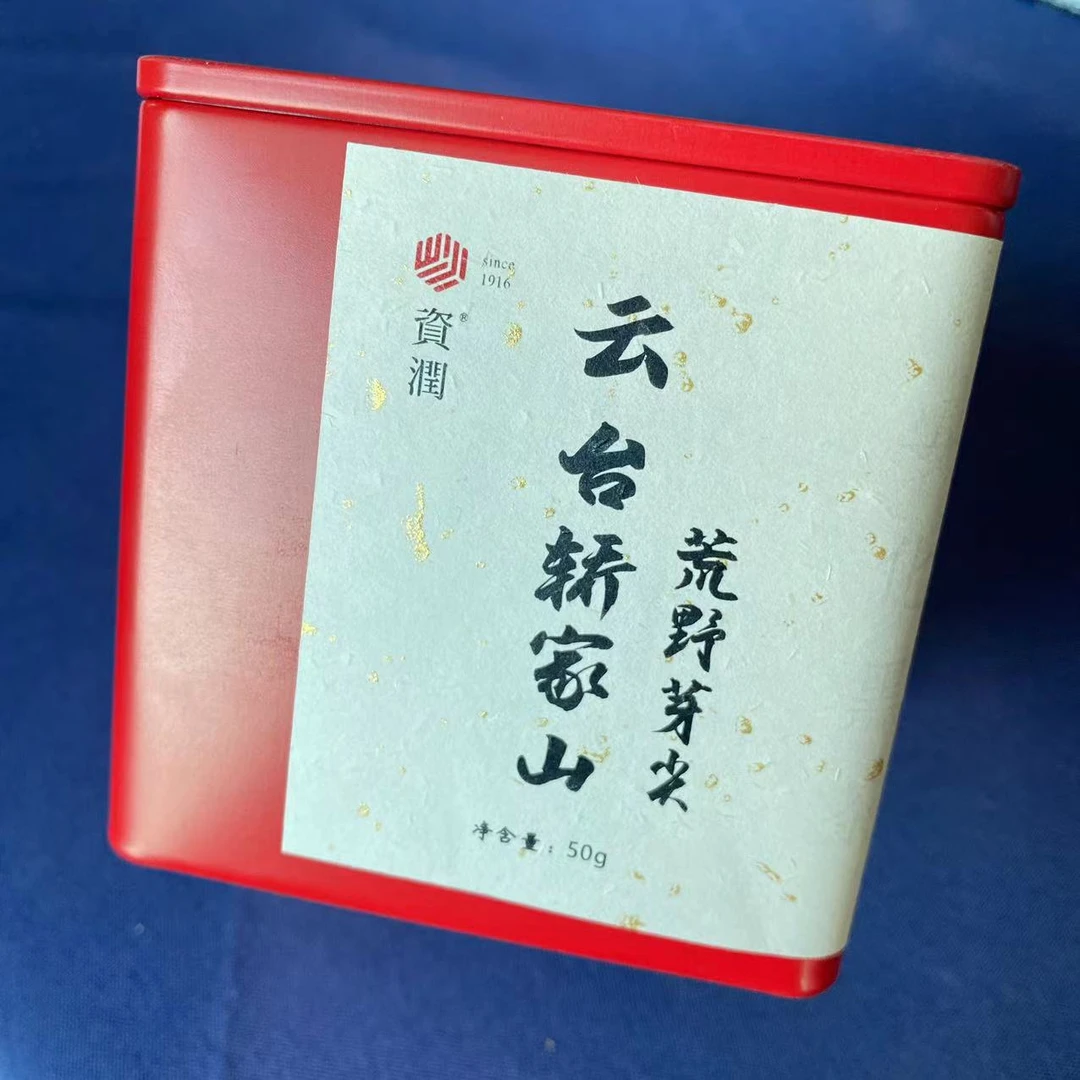 since
1916
資潤®
云台轿家山
荒野芽尖
净含量：50g